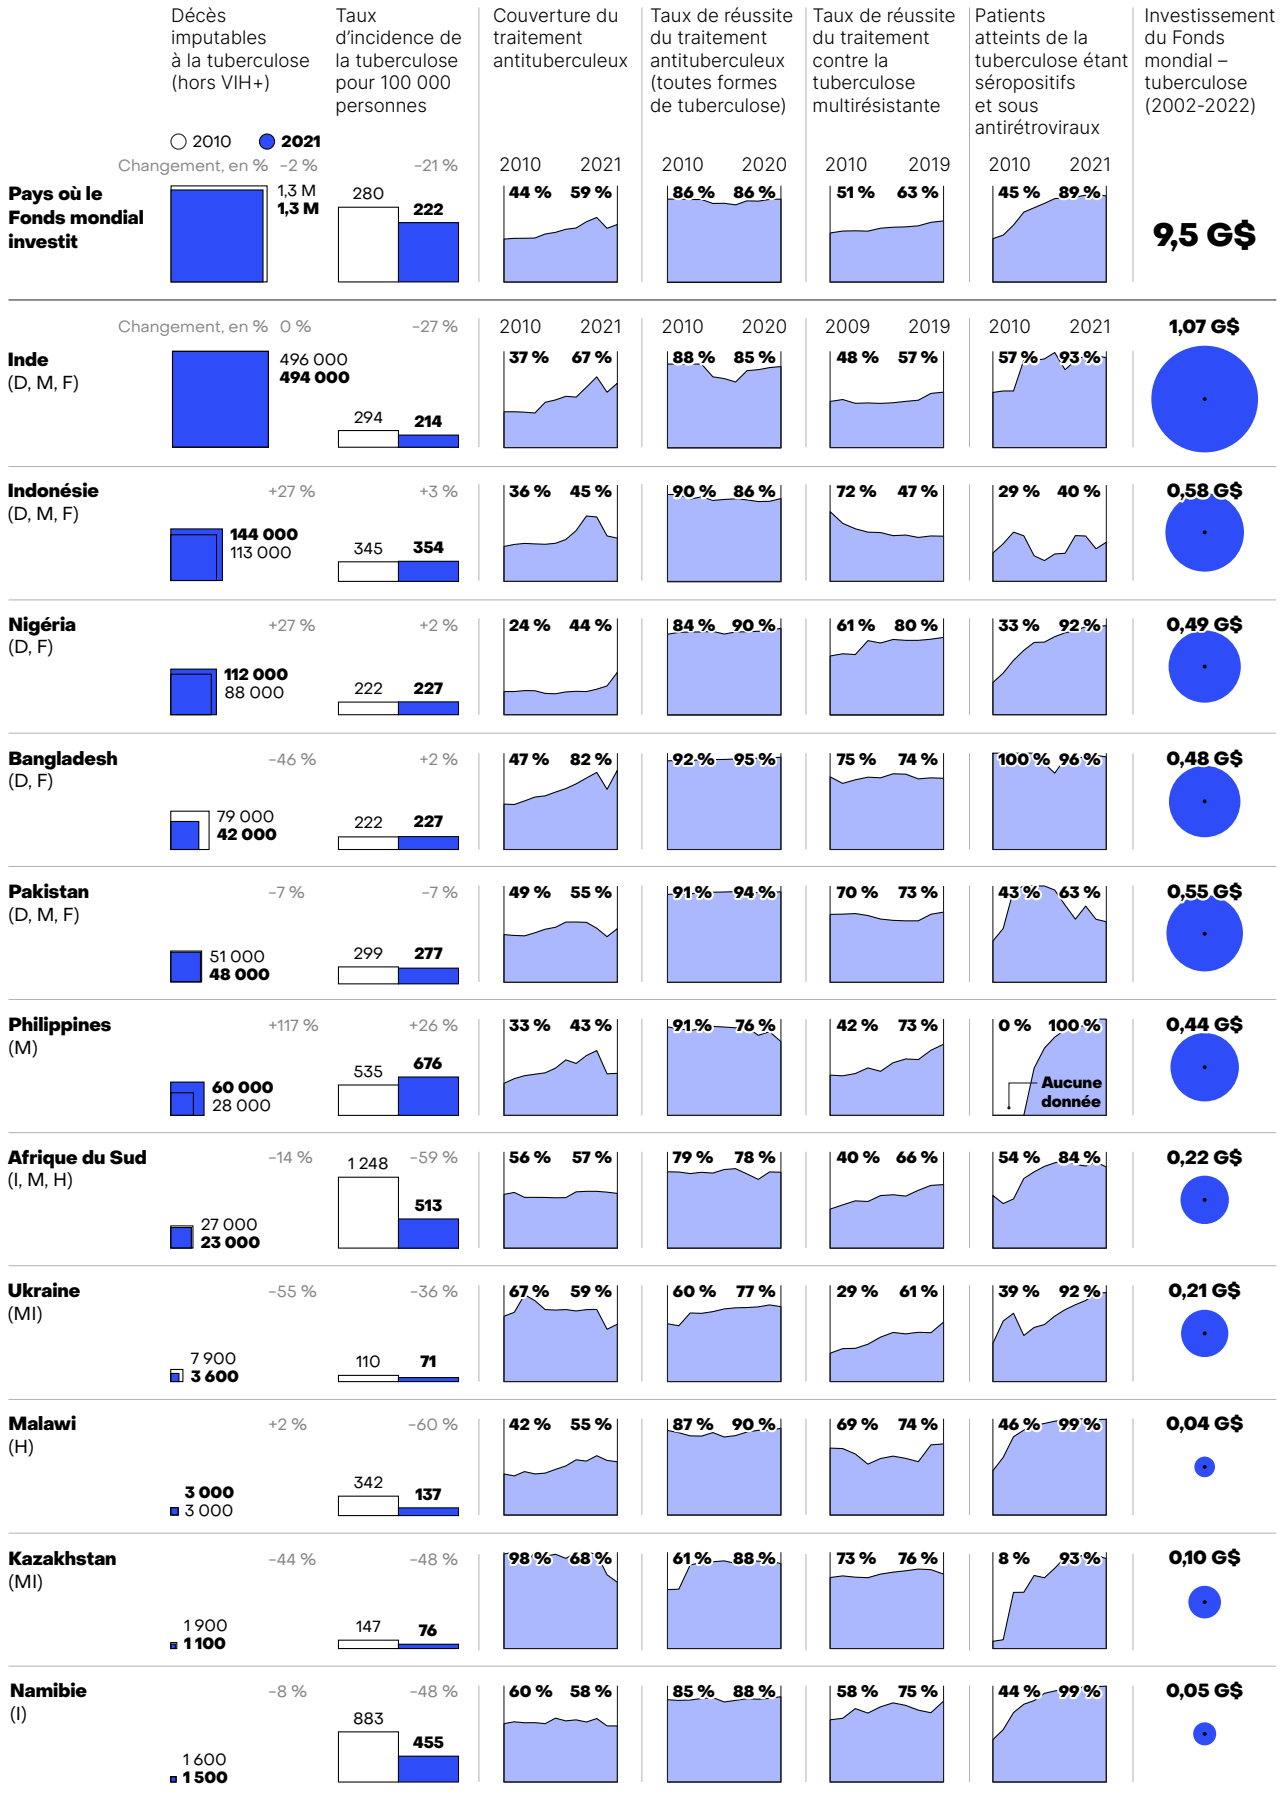 Décès
imputables
à la tuberculose
(hors VIH+)
Taux
d'incidence de
la tuberculose
pour 100 000
personnes
Couverture du
traitement
antituberculeux
Taux de réussite
du traitement
antituberculeux
(toutes formes
de tuberculose)
Taux de réussite
du traitement
contre la
tuberculose
multirésistante
Patients
atteints de la
tuberculose étant
séropositifs
et sous
antirétroviraux
Investissement
du Fonds
mondial –
tuberculose
(2002-2022)
2010 2021
Changement, en % -2 % -21 % 2010 2021 2010 2020 2010 2019 2010 2021
Pays où le
Fonds mondial
investit
1,3 M
1,3 M
280 222
44 % 59 % 86 % 86 % 51 % 63 % 45 % 89 %
9,5 G$
Changement, en % 0 % -27 % 2010 2021 2010 2020 2009 2019 2010 2021 1,07 G$
Inde
(D, M, F)
496 000
494 000
294 214
37 % 67 % 88 % 85 % 48 % 57 % 57 % 93 %
Indonésie
(D, M, F)
+27 % +3 % 36 % 45 % 90 % 86 % 72 % 47 % 29 % 40 % 0,58 G$
144 000
113 000
345 354
Nigéria
(D, F)
+27 % +2 % 24 % 44 % 84 % 90 % 61 % 80 % 33 % 92 % 0,49 G$
112 000
88 000
222 227
Bangladesh
(D, F)
-46 % +2 % 47 % 82 % 92 % 95 % 75 % 74 % 100 % 96 % 0,48 G$
79 000
42 000
222 227
Pakistan
(D, M, F)
-7 % -7 % 49 % 55 % 91 % 94 % 70 % 73 % 43 % 63 % 0,55 G$
51 000
48 000
299 277
Philippines
(M)
+117 % +26 % 33 % 43 % 91 % 76 % 42 % 73 % 0 % 100 % 0,44 G$
60 000
28 000
535 676
Aucune
donnée
Afrique du Sud
(I, M, H)
-14 % -59 % 56 % 57 % 79 % 78 % 40 % 66 % 54 % 84 % 0,22 G$
27 000
23 000
1 248 513
Ukraine
(MI)
-55 % -36 % 67 % 59 % 60 % 77 % 29 % 61 % 39 % 92 % 0,21 G$
7 900
3 600
110 71
Malawi
(H)
+2 % -60 % 42 % 55 % 87 % 90 % 69 % 74 % 46 % 99 % 0,04 G$
3 000
3 000
342 137
Kazakhstan
(MI)
-44 % -48 % 98 % 68 % 61 % 88 % 73 % 76 % 8 % 93 % 0,10 G$
1 900
1 100
147 76
Namibie
(I)
-8 % -48 % 60 % 58 % 85 % 88 % 58 % 75 % 44 % 99 % 0,05 G$
1 600
1 500
883 455